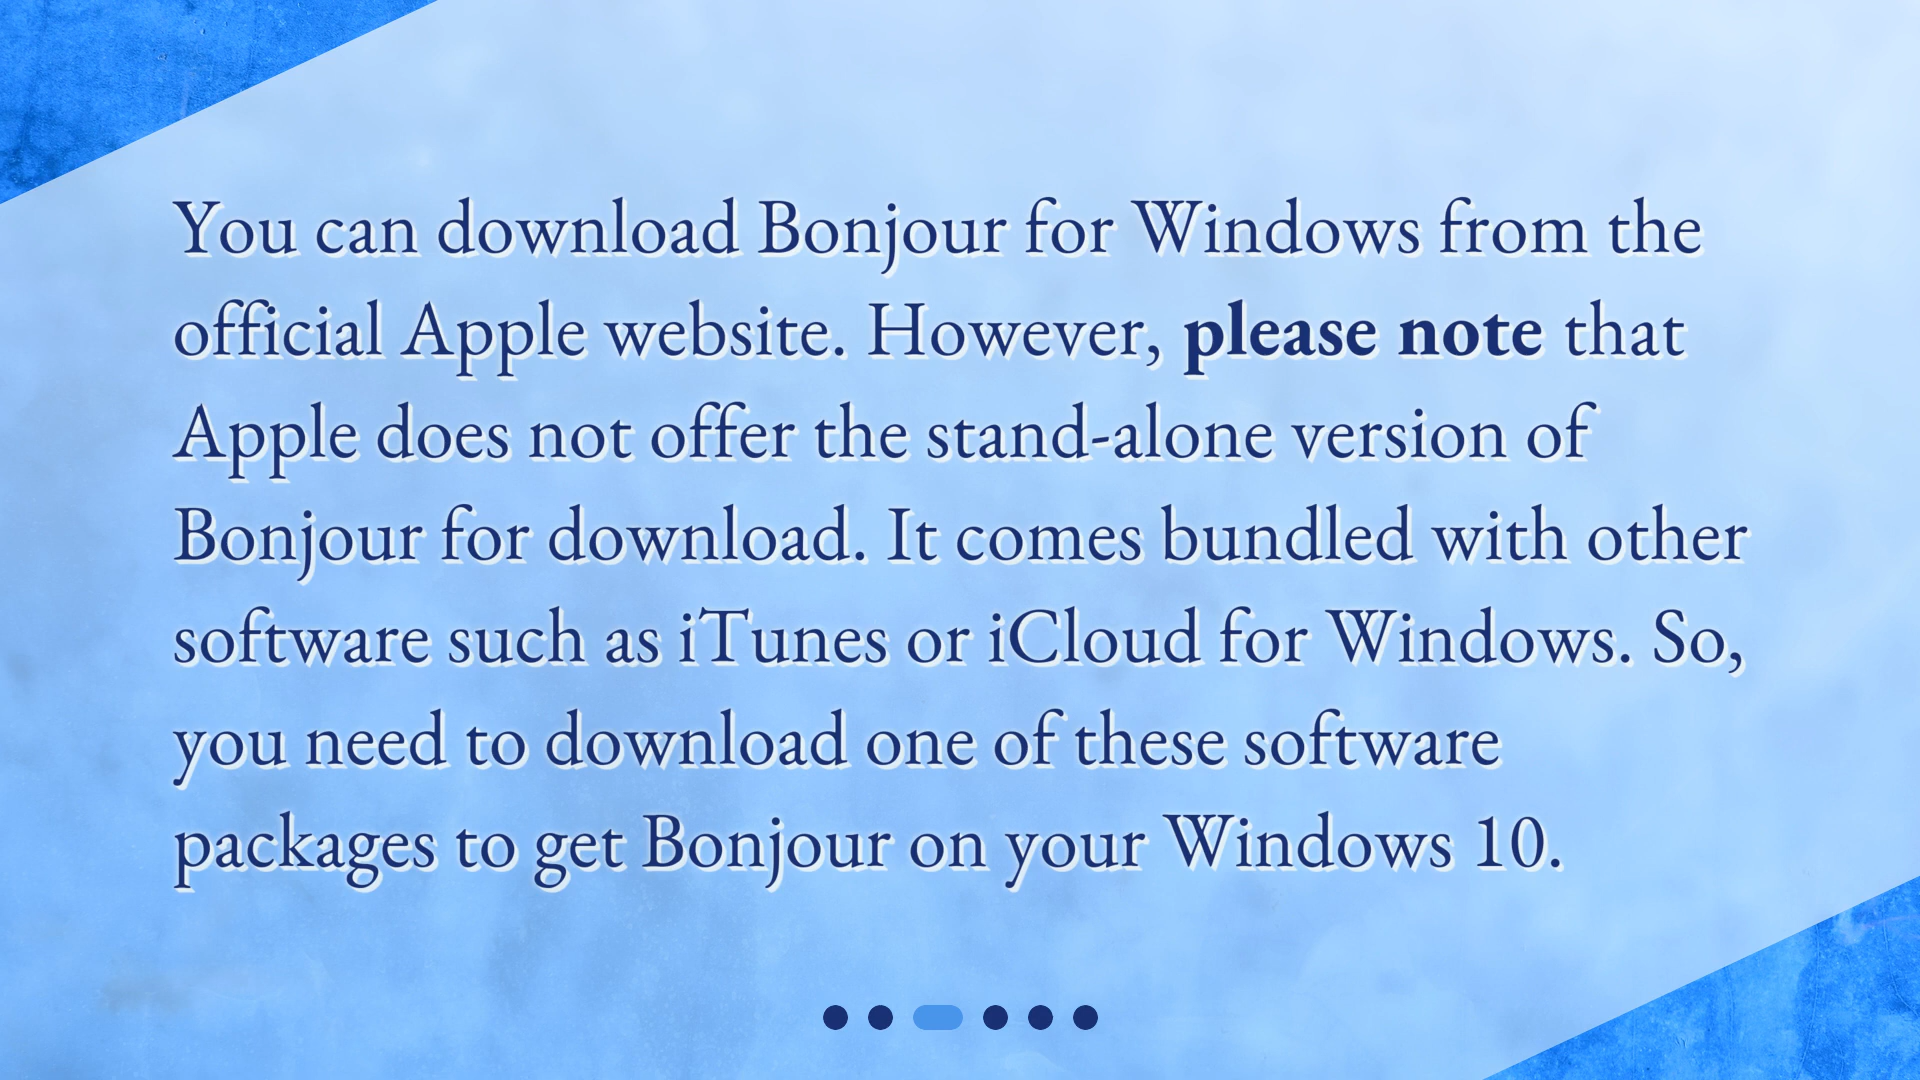 You can download Bonjour for Windows from the
official Apple website. However, please note that
Apple does not offer the stand-alone version of
Bonjour for download. It comes bundled with other
software such as iTunes or iCloud for Windows. So,
you need to download one of these software
packages to get Bonjour on your Windows 10.